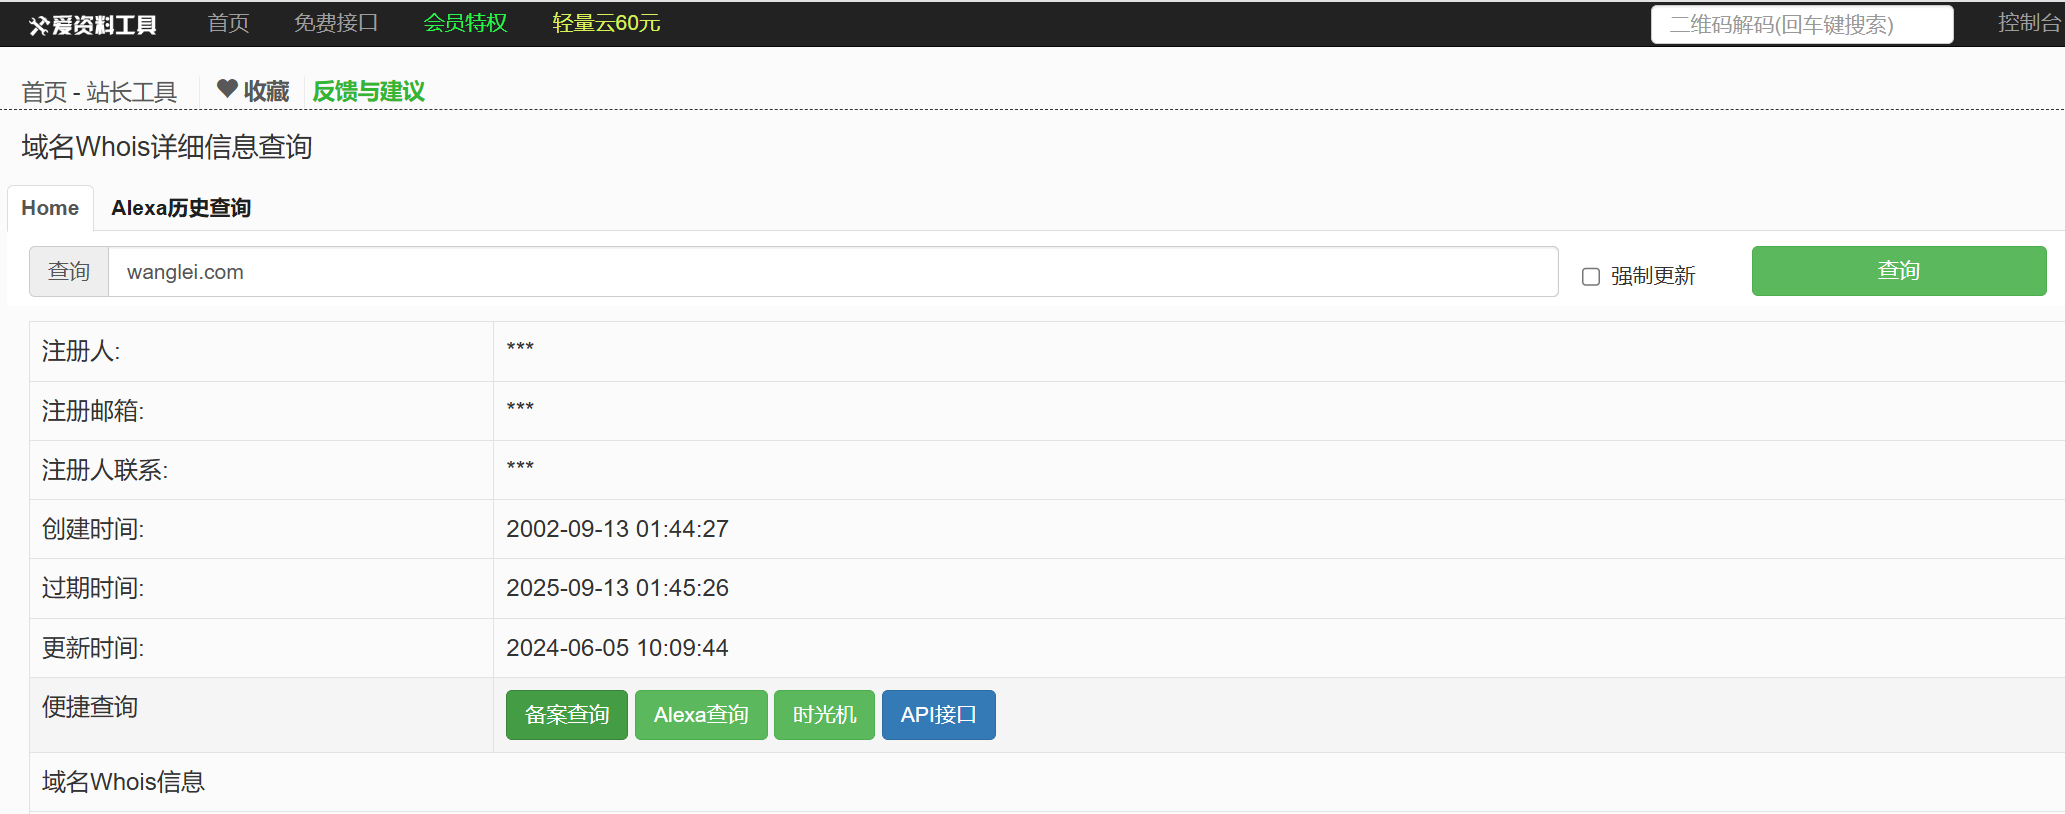 爱资料工具 首页 免费接口 会员特权 轻量云60元 二维码解码(回车键搜索) 控制台
首页 - 站长工具 收藏 反馈与建议
域名Whois详细信息查询
Home Alexa历史查询
查询 wanglei.com 强制更新 查询
注册人: ***
注册邮箱: ***
注册人联系: ***
创建时间: 2002-09-13 01:44:27
过期时间: 2025-09-13 01:45:26
更新时间: 2024-06-05 10:09:44
便捷查询 备案查询 Alexa查询 时光机 API接口
域名Whois信息